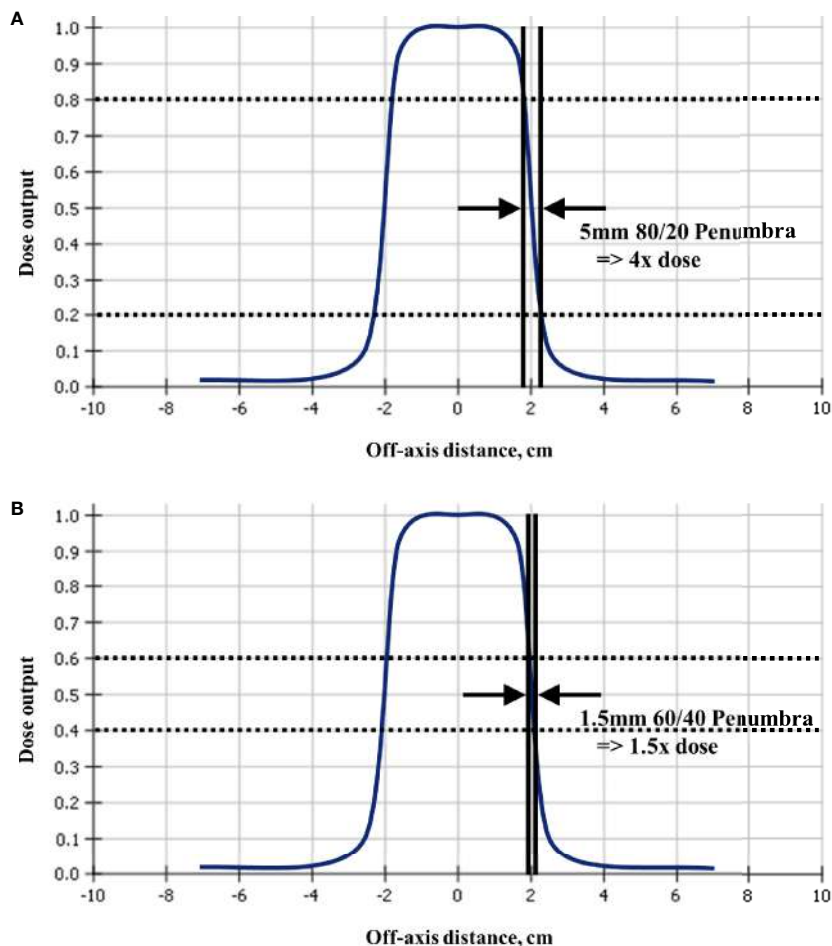 A
1.0
0.9
0.8
0.7
0.6
0.5
0.4
0.3
0.2
0.1
0.0
Dose output
5mm 80/20 Penumbra
=> 4x dose
-10 -8 -6 -4 -2 0 2 4 6 8 10
Off-axis distance, cm
B
1.0
0.9
0.8
0.7
0.6
0.5
0.4
0.3
0.2
0.1
0.0
Dose output
1.5mm 60/40 Penumbra
=> 1.5x dose
-10 -8 -6 -4 -2 0 2 4 6 8 10
Off-axis distance, cm